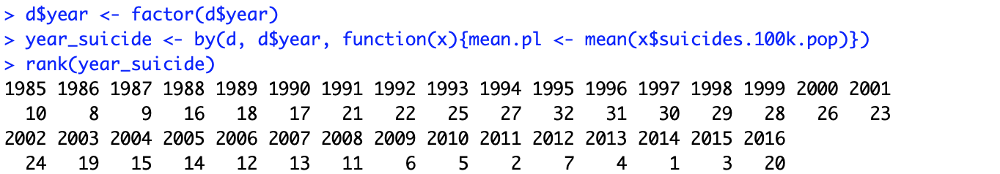 > d$year <- factor(d$year)
> year_suicide <- by(d, d$year, function(x){mean.pl <- mean(x$suicides.100k.pop)})
> rank(year_suicide)
1985 1986 1987 1988 1989 1990 1991 1992 1993 1994 1995 1996 1997 1998 1999 2000 2001
10 8 9 16 18 17 21 22 25 27 32 31 30 29 28 26 23
2002 2003 2004 2005 2006 2007 2008 2009 2010 2011 2012 2013 2014 2015 2016
24 19 15 14 12 13 11 6 5 2 7 4 1 3 20